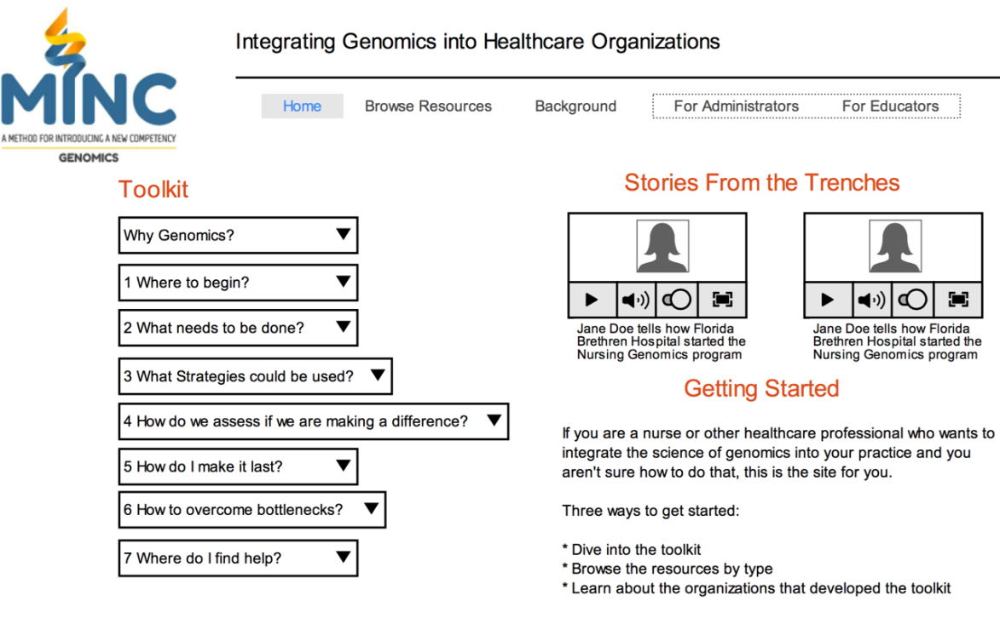 MINC
A METHOD FOR INTRODUCING A NEW COMPETENCY
GENOMICS
Integrating Genomics into Healthcare Organizations
Home Browse Resources Background For Administrators For Educators
Toolkit
Why Genomics?
1 Where to begin?
2 What needs to be done?
3 What Strategies could be used?
4 How do we assess if we are making a difference?
5 How do I make it last?
6 How to overcome bottlenecks?
7 Where do I find help?
Stories From the Trenches
Jane Doe tells how Florida
Brethren Hospital started the
Nursing Genomics program
Jane Doe tells how Florida
Brethren Hospital started the
Nursing Genomics program
Getting Started
If you are a nurse or other healthcare professional who wants to
integrate the science of genomics into your practice and you
aren't sure how to do that, this is the site for you.
Three ways to get started:
* Dive into the toolkit
* Browse the resources by type
* Learn about the organizations that developed the toolkit